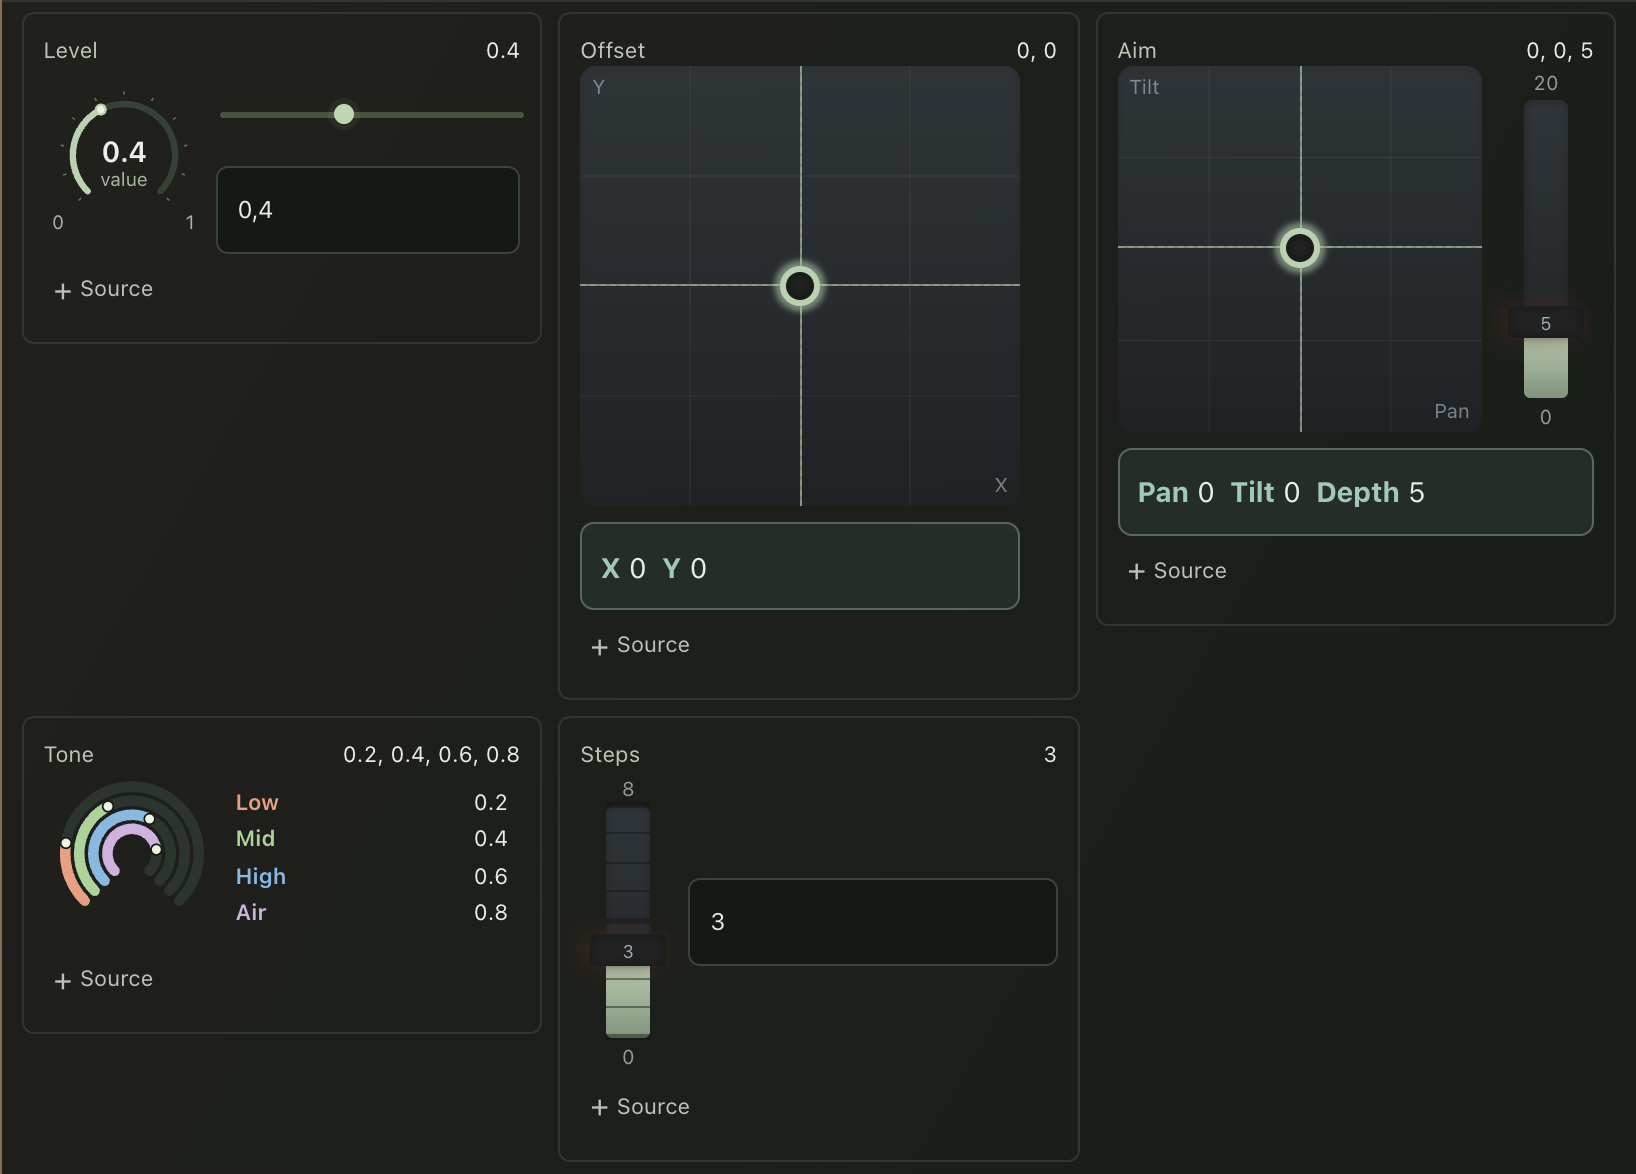 Level 0.4
0.4
value
0 1
0,4
+ Source
Offset 0, 0
Y
X
X 0 Y 0
+ Source
Aim 0, 0, 5
Tilt
20
5
Pan
0
Pan 0 Tilt 0 Depth 5
+ Source
Tone 0.2, 0.4, 0.6, 0.8
Low 0.2
Mid 0.4
High 0.6
Air 0.8
+ Source
Steps 3
8
3
3
0
+ Source